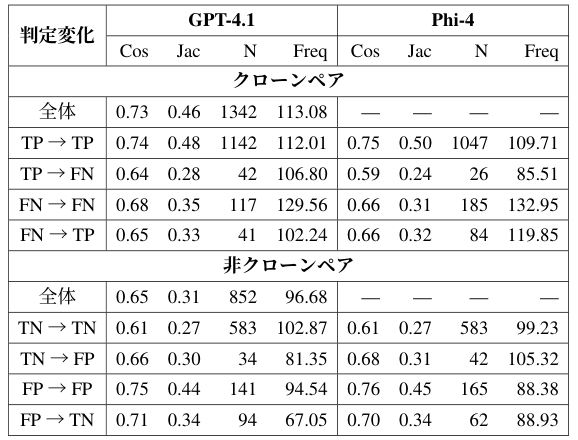 判定変化 GPT-4.1 Phi-4
Cos Jac N Freq Cos Jac N Freq
クローンペア
全体 0.73 0.46 1342 113.08 — — — —
TP → TP 0.74 0.48 1142 112.01 0.75 0.50 1047 109.71
TP → FN 0.64 0.28 42 106.80 0.59 0.24 26 85.51
FN → FN 0.68 0.35 117 129.56 0.66 0.31 185 132.95
FN → TP 0.65 0.33 41 102.24 0.66 0.32 84 119.85
非クローンペア
全体 0.65 0.31 852 96.68 — — — —
TN → TN 0.61 0.27 583 102.87 0.61 0.27 583 99.23
TN → FP 0.66 0.30 34 81.35 0.68 0.31 42 105.32
FP → FP 0.75 0.44 141 94.54 0.76 0.45 165 88.38
FP → TN 0.71 0.34 94 67.05 0.70 0.34 62 88.93